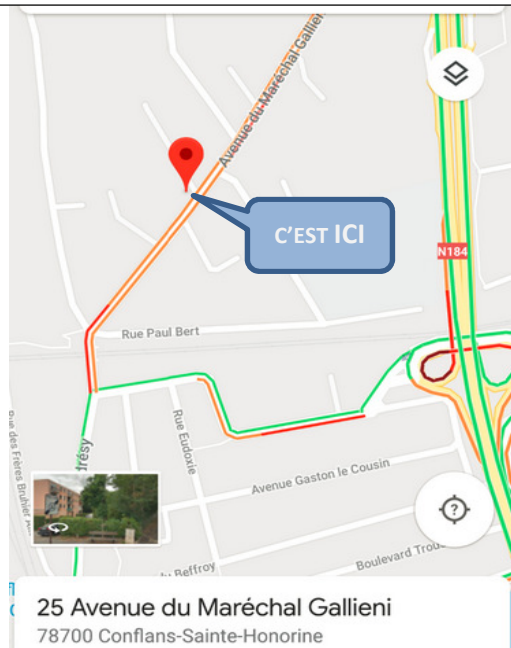 Avenue du Maréchal Gallieni
C'EST ICI
N184
Rue Paul Bert
Rue Eudoxie
Rue des Frères Bruhier
Avenue Gaston le Cousin
Beffroy
Boulevard
25 Avenue du Maréchal Gallieni
78700 Conflans-Sainte-Honorine